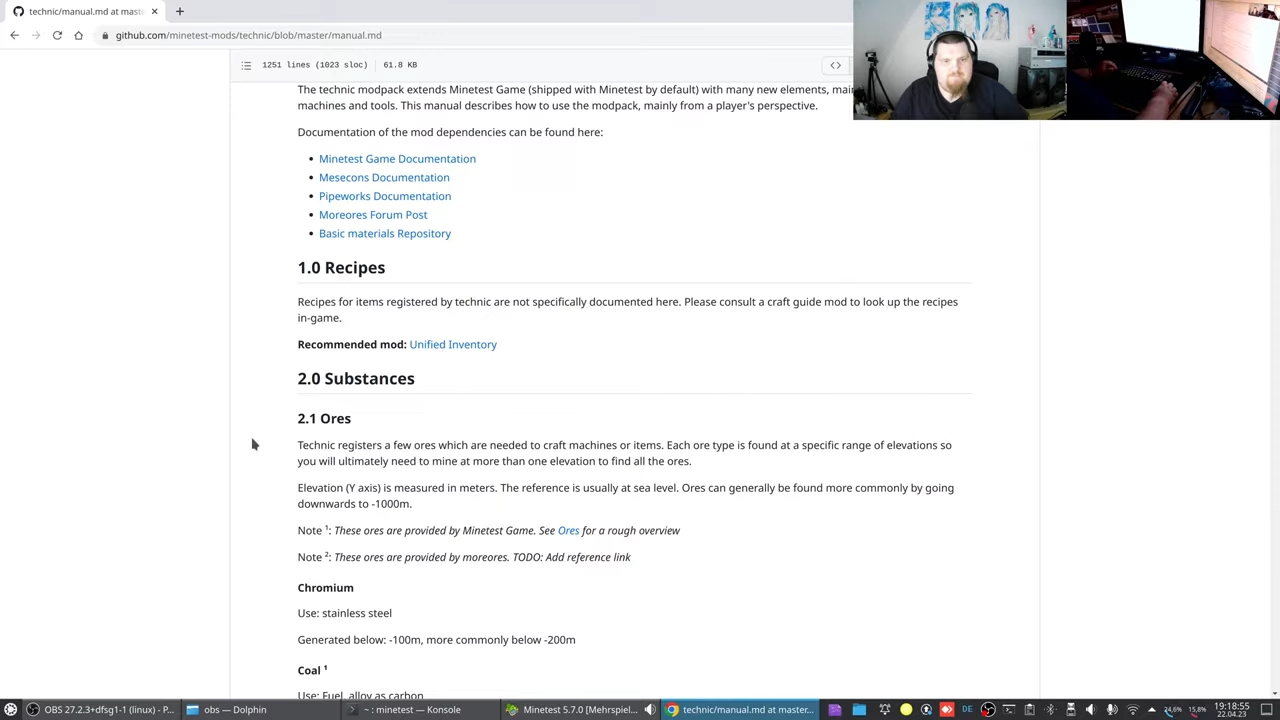 technic/manual.md at mast
github.com/minetest-mods/technic/blob/master/manual.md
1251 lines (1023 sloc) 61.8 KB
The technic modpack extends Minetest Game (shipped with Minetest by default) with many new elements,
machines and tools. This manual describes how to use the modpack, mainly from a player's perspective.
Documentation of the mod dependencies can be found here:
Minetest Game Documentation
Mesecons Documentation
Pipeworks Documentation
Moreores Forum Post
Basic materials Repository
1.0 Recipes
Recipes for items registered by technic are not specifically documented here. Please consult a craft guide mod to look up the recipes
in-game.
Recommended mod: Unified Inventory
2.0 Substances
2.1 Ores
Technic registers a few ores which are needed to craft machines or items. Each ore type is found at a specific range of elevations so
you will ultimately need to mine at more than one elevation to find all the ores.
Elevation (Y axis) is measured in meters. The reference is usually at sea level. Ores can generally be found more commonly by going
downwards to -1000m.
Note ¹: These ores are provided by Minetest Game. See Ores for a rough overview
Note ²: These ores are provided by moreores. TODO: Add reference link
Chromium
Use: stainless steel
Generated below: -100m, more commonly below -200m
Coal ¹
Use: Fuel, alloy as carbon
OBS 27.2.3+dfsg1-1 (linux) - P... obs — Dolphin ~ : minetest — Konsole Minetest 5.7.0 [Mehrspiel... technic/manual.md at master... DE 24,6% 15,8% 19:18:55
22.04.23